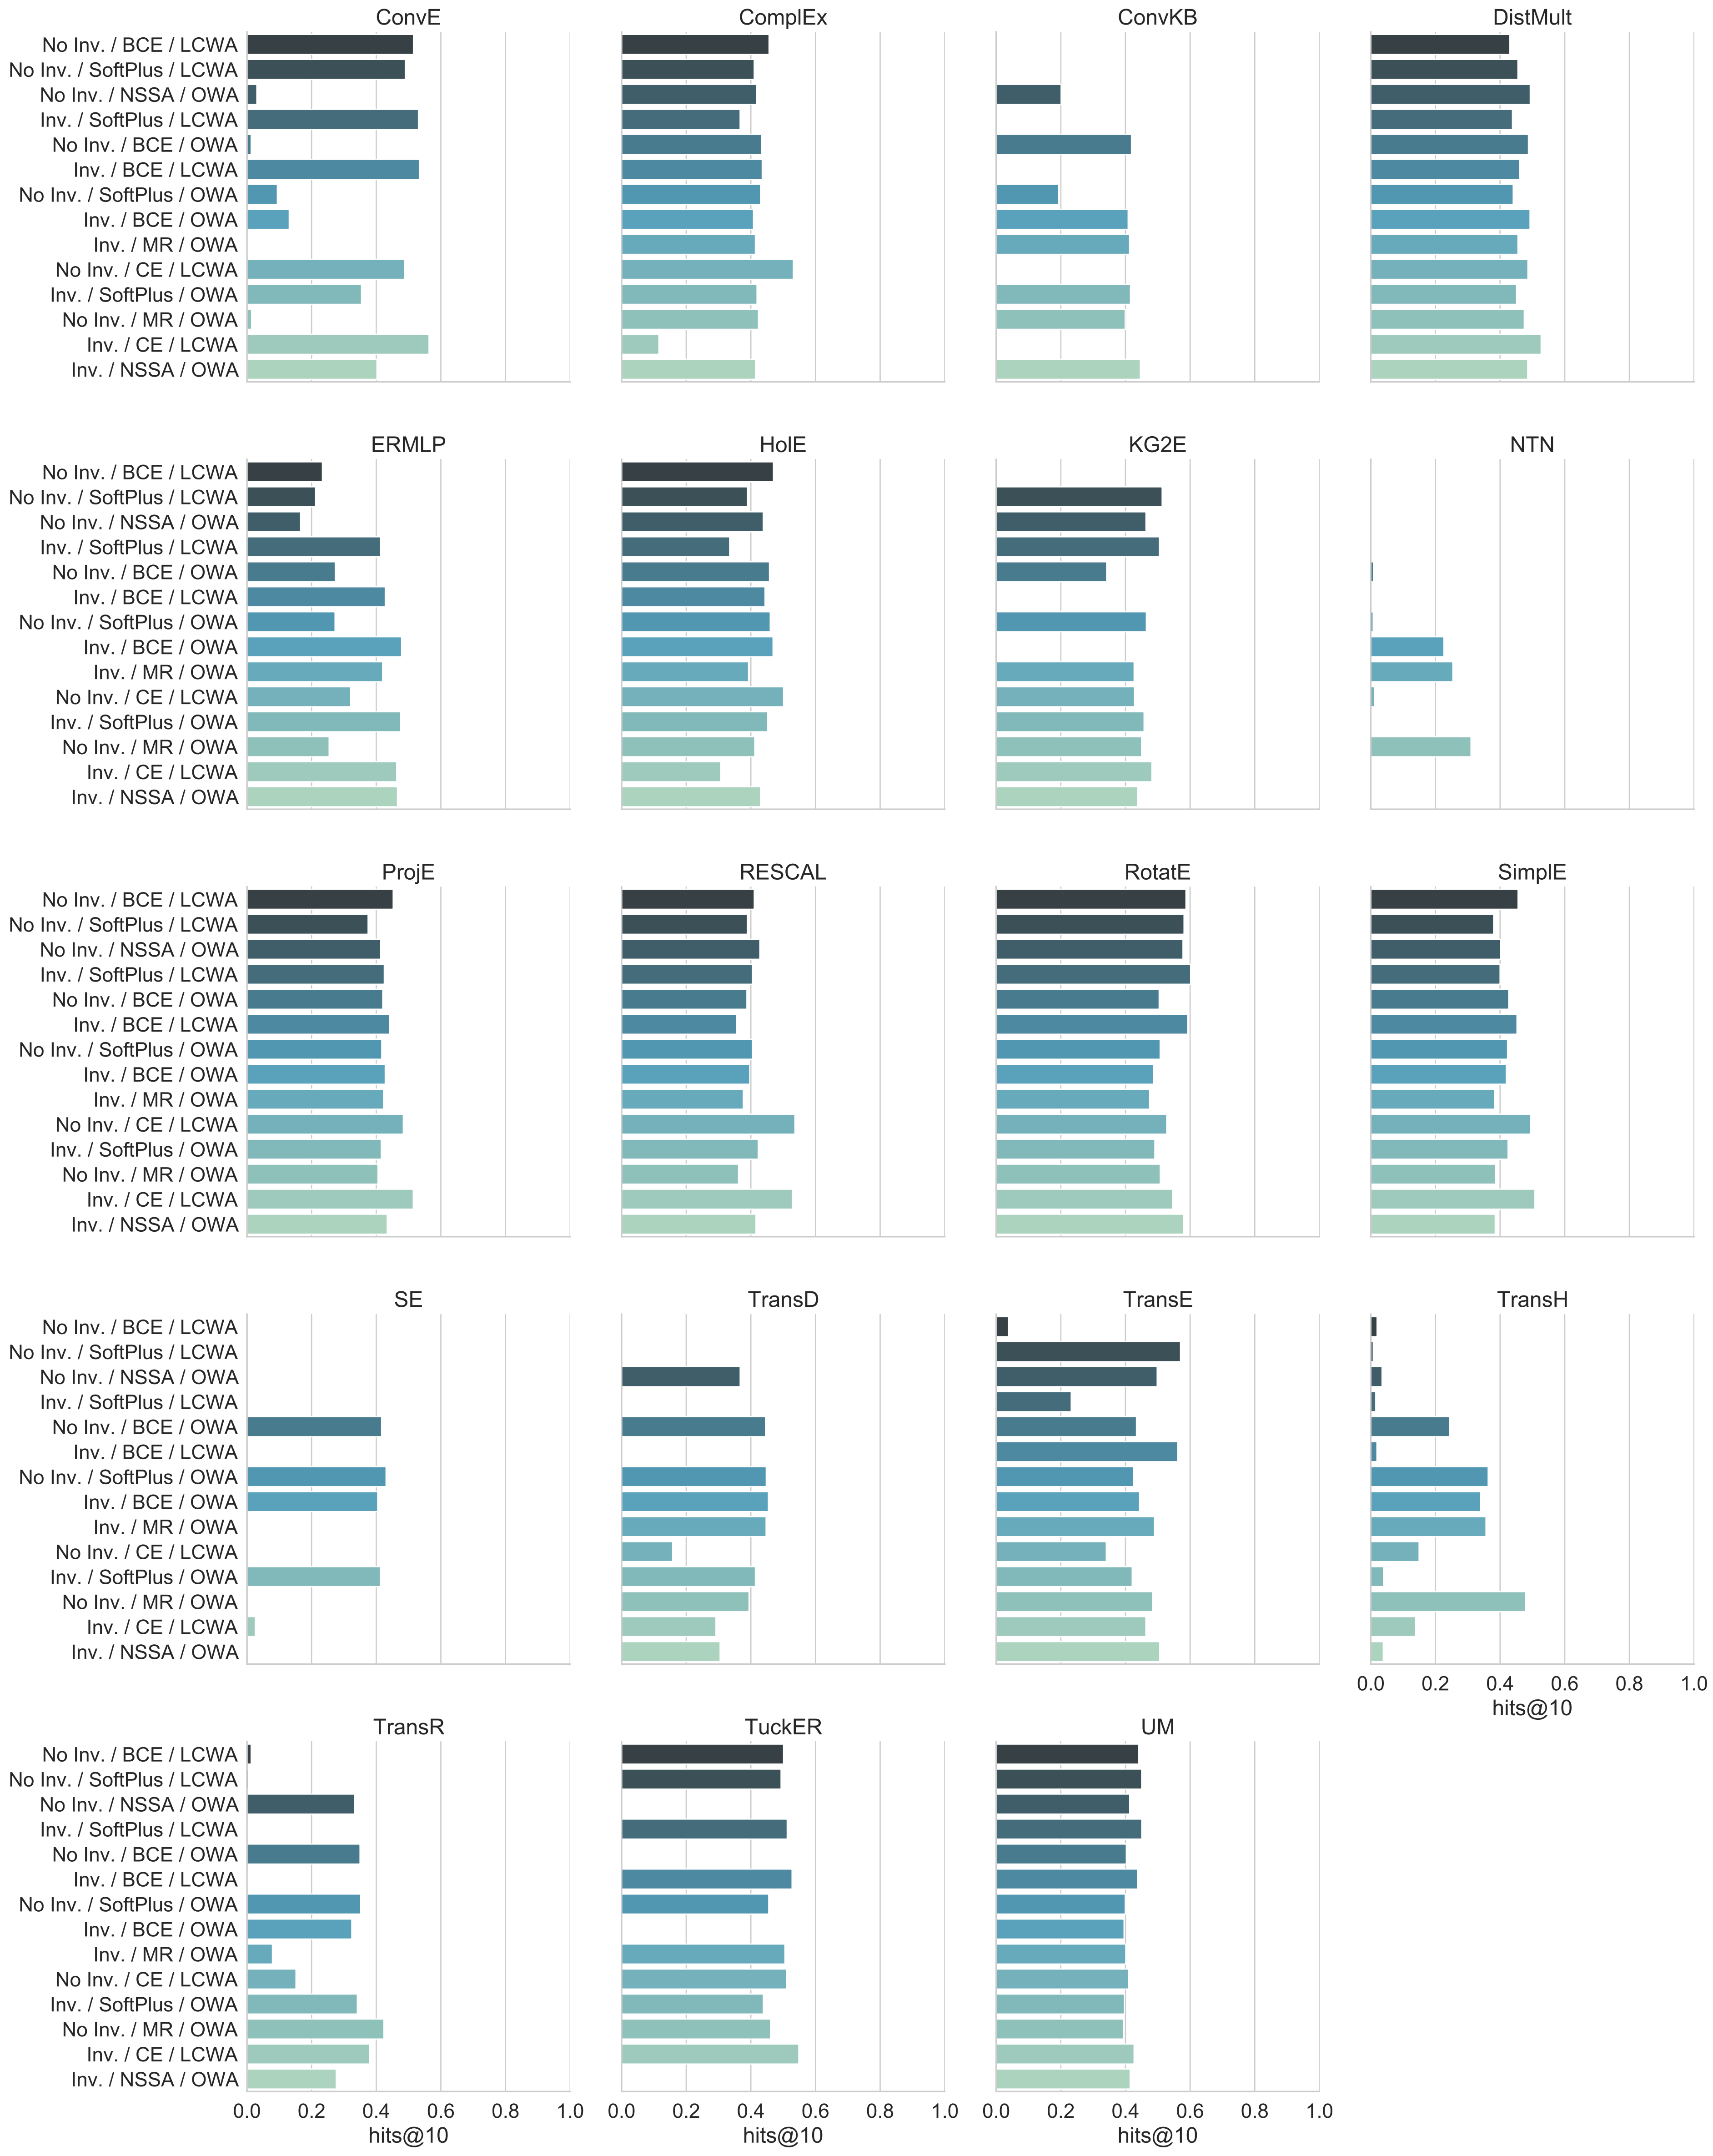 ConvE ComplEx ConvKB DistMult
No Inv. / BCE / LCWA
No Inv. / SoftPlus / LCWA
No Inv. / NSSA / OWA
Inv. / SoftPlus / LCWA
No Inv. / BCE / OWA
Inv. / BCE / LCWA
No Inv. / SoftPlus / OWA
Inv. / BCE / OWA
Inv. / MR / OWA
No Inv. / CE / LCWA
Inv. / SoftPlus / OWA
No Inv. / MR / OWA
Inv. / CE / LCWA
Inv. / NSSA / OWA
ERMLP HolE KG2E NTN
No Inv. / BCE / LCWA
No Inv. / SoftPlus / LCWA
No Inv. / NSSA / OWA
Inv. / SoftPlus / LCWA
No Inv. / BCE / OWA
Inv. / BCE / LCWA
No Inv. / SoftPlus / OWA
Inv. / BCE / OWA
Inv. / MR / OWA
No Inv. / CE / LCWA
Inv. / SoftPlus / OWA
No Inv. / MR / OWA
Inv. / CE / LCWA
Inv. / NSSA / OWA
ProjE RESCAL RotatE SimplE
No Inv. / BCE / LCWA
No Inv. / SoftPlus / LCWA
No Inv. / NSSA / OWA
Inv. / SoftPlus / LCWA
No Inv. / BCE / OWA
Inv. / BCE / LCWA
No Inv. / SoftPlus / OWA
Inv. / BCE / OWA
Inv. / MR / OWA
No Inv. / CE / LCWA
Inv. / SoftPlus / OWA
No Inv. / MR / OWA
Inv. / CE / LCWA
Inv. / NSSA / OWA
SE TransD TransE TransH
No Inv. / BCE / LCWA
No Inv. / SoftPlus / LCWA
No Inv. / NSSA / OWA
Inv. / SoftPlus / LCWA
No Inv. / BCE / OWA
Inv. / BCE / LCWA
No Inv. / SoftPlus / OWA
Inv. / BCE / OWA
Inv. / MR / OWA
No Inv. / CE / LCWA
Inv. / SoftPlus / OWA
No Inv. / MR / OWA
Inv. / CE / LCWA
Inv. / NSSA / OWA
0.0 0.2 0.4 0.6 0.8 1.0
hits@10
TransR TuckER UM
No Inv. / BCE / LCWA
No Inv. / SoftPlus / LCWA
No Inv. / NSSA / OWA
Inv. / SoftPlus / LCWA
No Inv. / BCE / OWA
Inv. / BCE / LCWA
No Inv. / SoftPlus / OWA
Inv. / BCE / OWA
Inv. / MR / OWA
No Inv. / CE / LCWA
Inv. / SoftPlus / OWA
No Inv. / MR / OWA
Inv. / CE / LCWA
Inv. / NSSA / OWA
0.0 0.2 0.4 0.6 0.8 1.0 0.0 0.2 0.4 0.6 0.8 1.0 0.0 0.2 0.4 0.6 0.8 1.0
hits@10 hits@10 hits@10